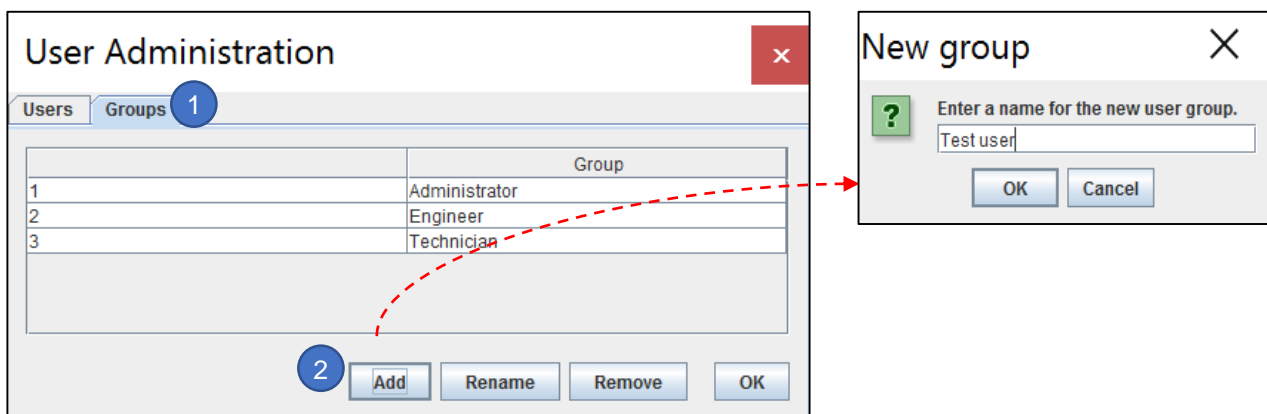 User Administration
Users Groups 1
Group
1 Administrator
2 Engineer
3 Technician
2 Add Rename Remove OK
New group
?
Enter a name for the new user group.
Test user
OK Cancel